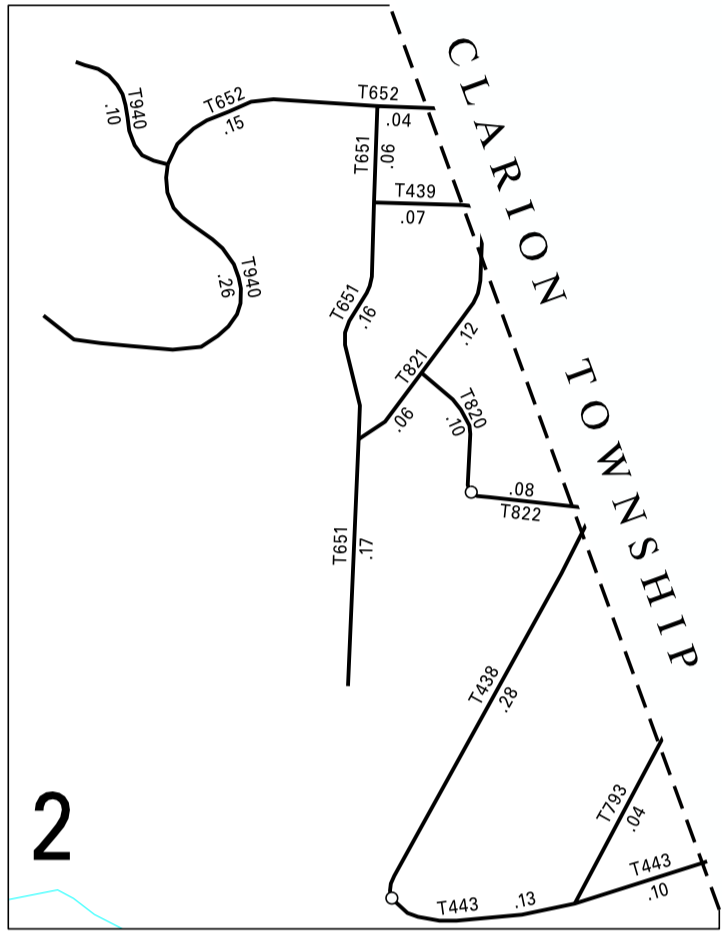 T652
.04
T652
.15
T940
.10
T651
.06
T439
.07
T940
.26
T651
.16
.12
T821
.06
T820
.10
.08
T822
T651
.17
T438
.28
T793
.04
T443
.10
T443
.13
CLARION TOWNSHIP
2